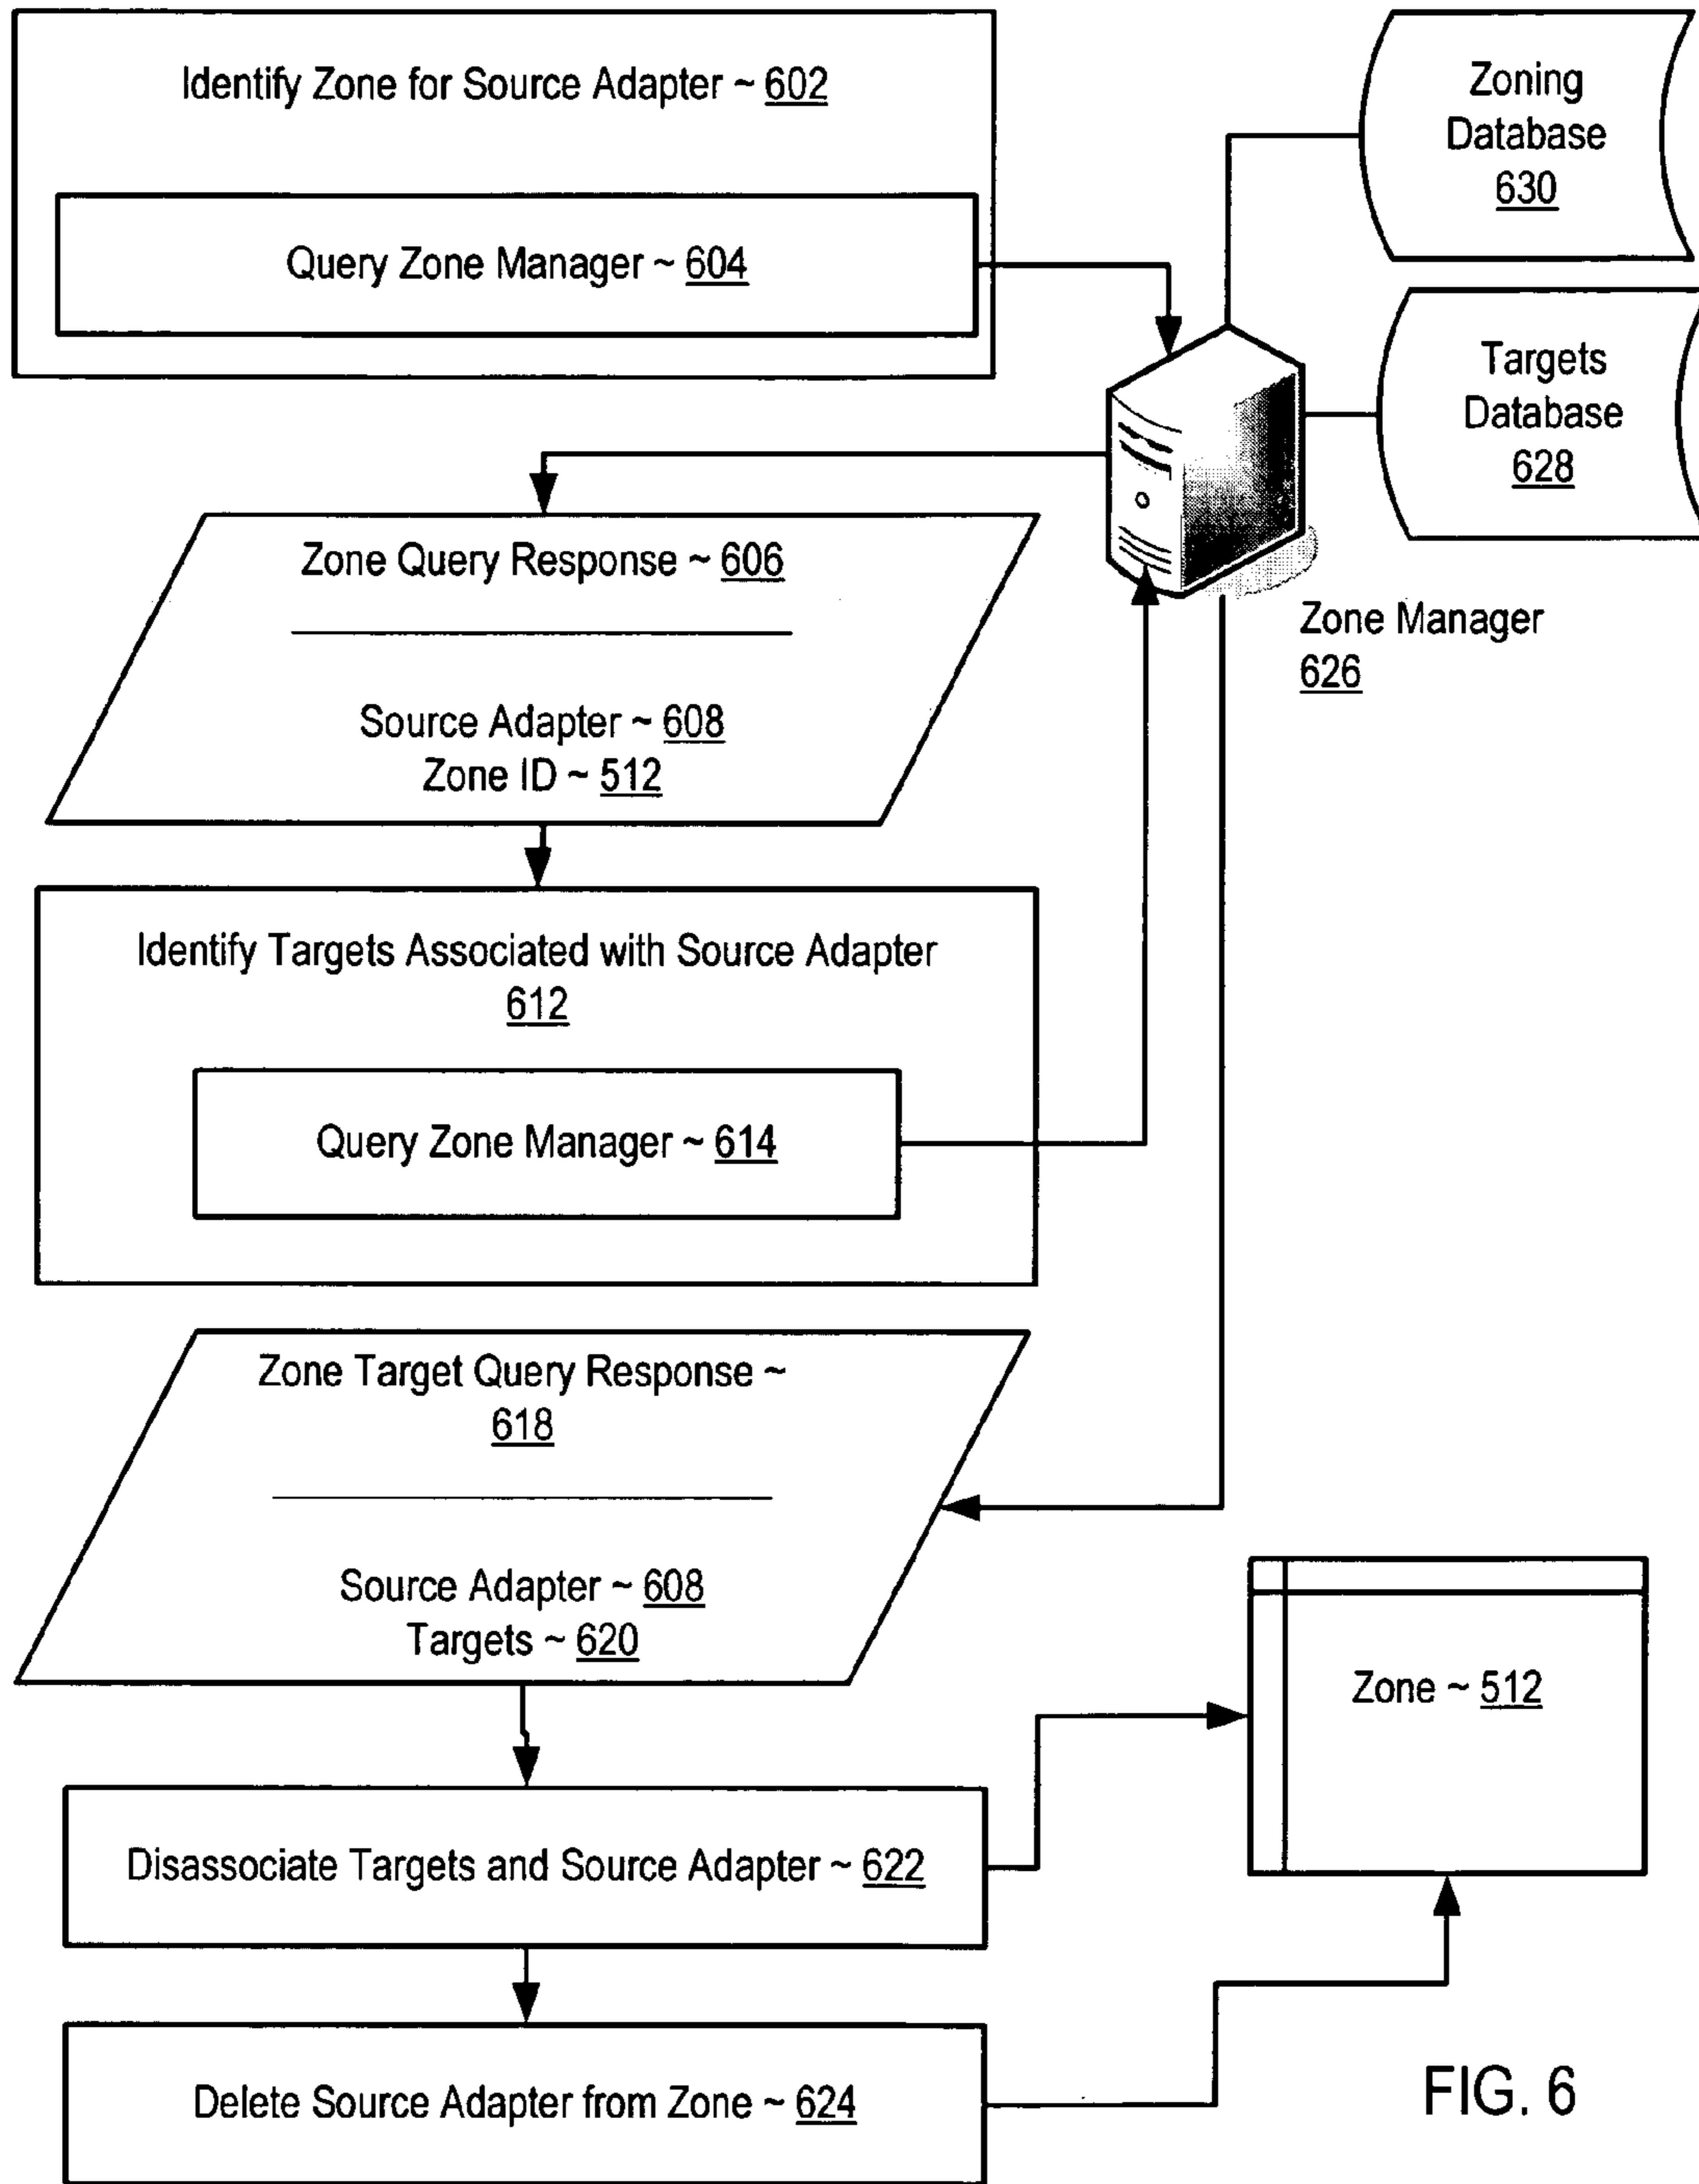 Identify Zone for Source Adapter ~ 602
Query Zone Manager ~ 604
Zoning
Database
630
Targets
Database
628
Zone Manager
626
Zone Query Response ~ 606
Source Adapter ~ 608
Zone ID ~ 512
Identify Targets Associated with Source Adapter
612
Query Zone Manager ~ 614
Zone Target Query Response ~
618
Source Adapter ~ 608
Targets ~ 620
Zone ~ 512
Disassociate Targets and Source Adapter ~ 622
Delete Source Adapter from Zone ~ 624
FIG. 6